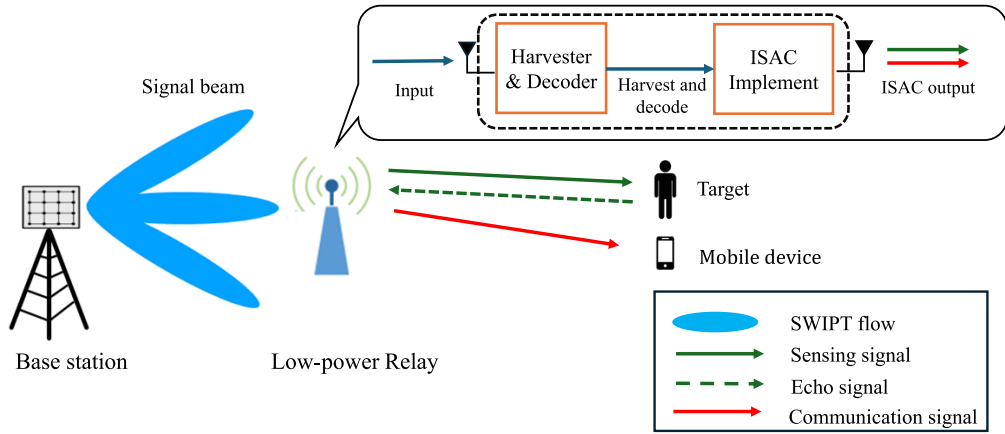 Signal beam
Input
Harvester
& Decoder
Harvest and
decode
ISAC
Implement
ISAC output
Target
Mobile device
Base station
Low-power Relay
SWIPT flow
Sensing signal
Echo signal
Communication signal